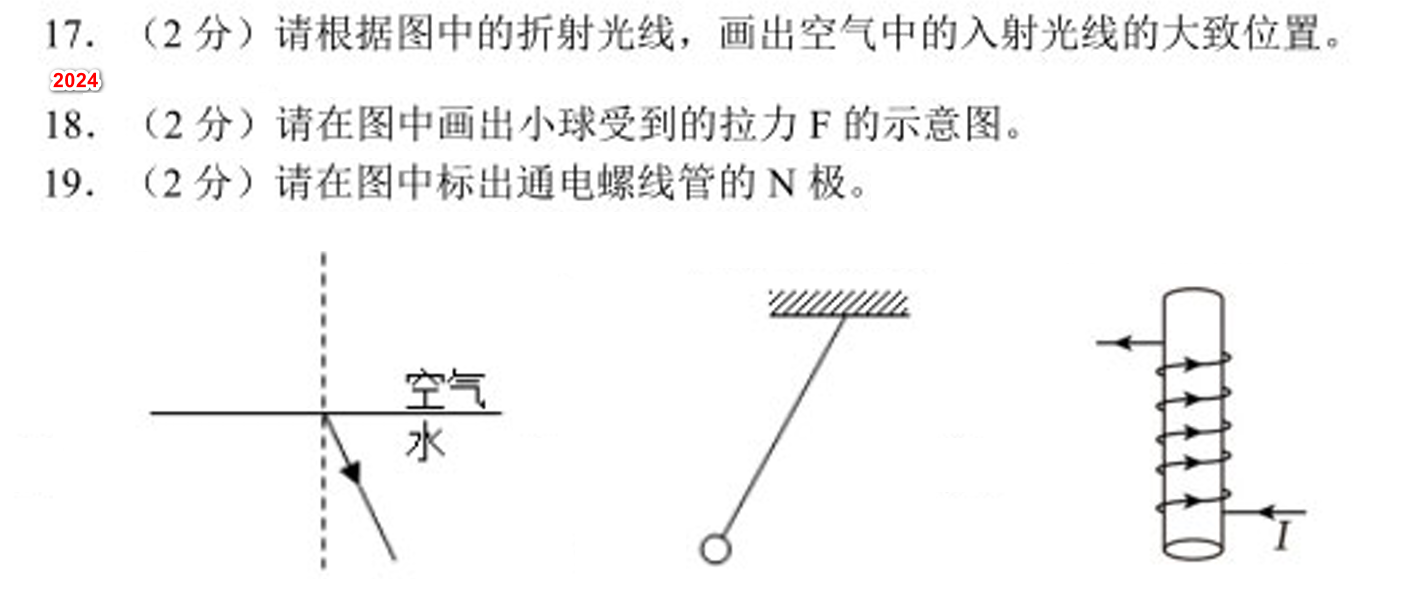 17. （2 分）请根据图中的折射光线，画出空气中的入射光线的大致位置。
2024
18. （2 分）请在图中画出小球受到的拉力 F 的示意图。
19. （2 分）请在图中标出通电螺线管的 N 极。
空气
水
I